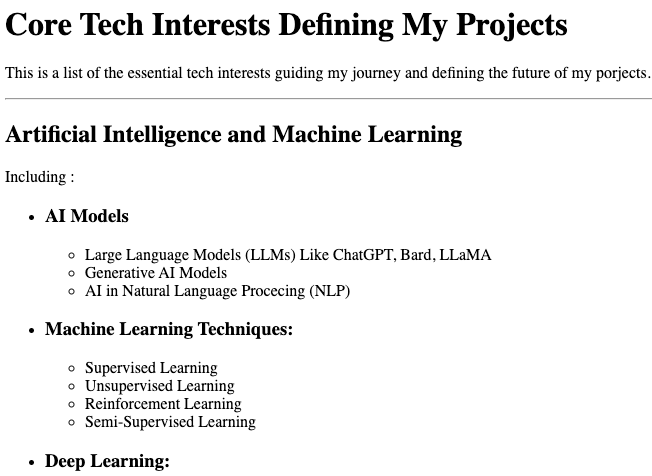 Core Tech Interests Defining My Projects
This is a list of the essential tech interests guiding my journey and defining the future of my porjects.
Artificial Intelligence and Machine Learning
Including :
AI Models
Large Language Models (LLMs) Like ChatGPT, Bard, LLaMA
Generative AI Models
AI in Natural Language Procecing (NLP)
Machine Learning Techniques:
Supervised Learning
Unsupervised Learning
Reinforcement Learning
Semi-Supervised Learning
Deep Learning: